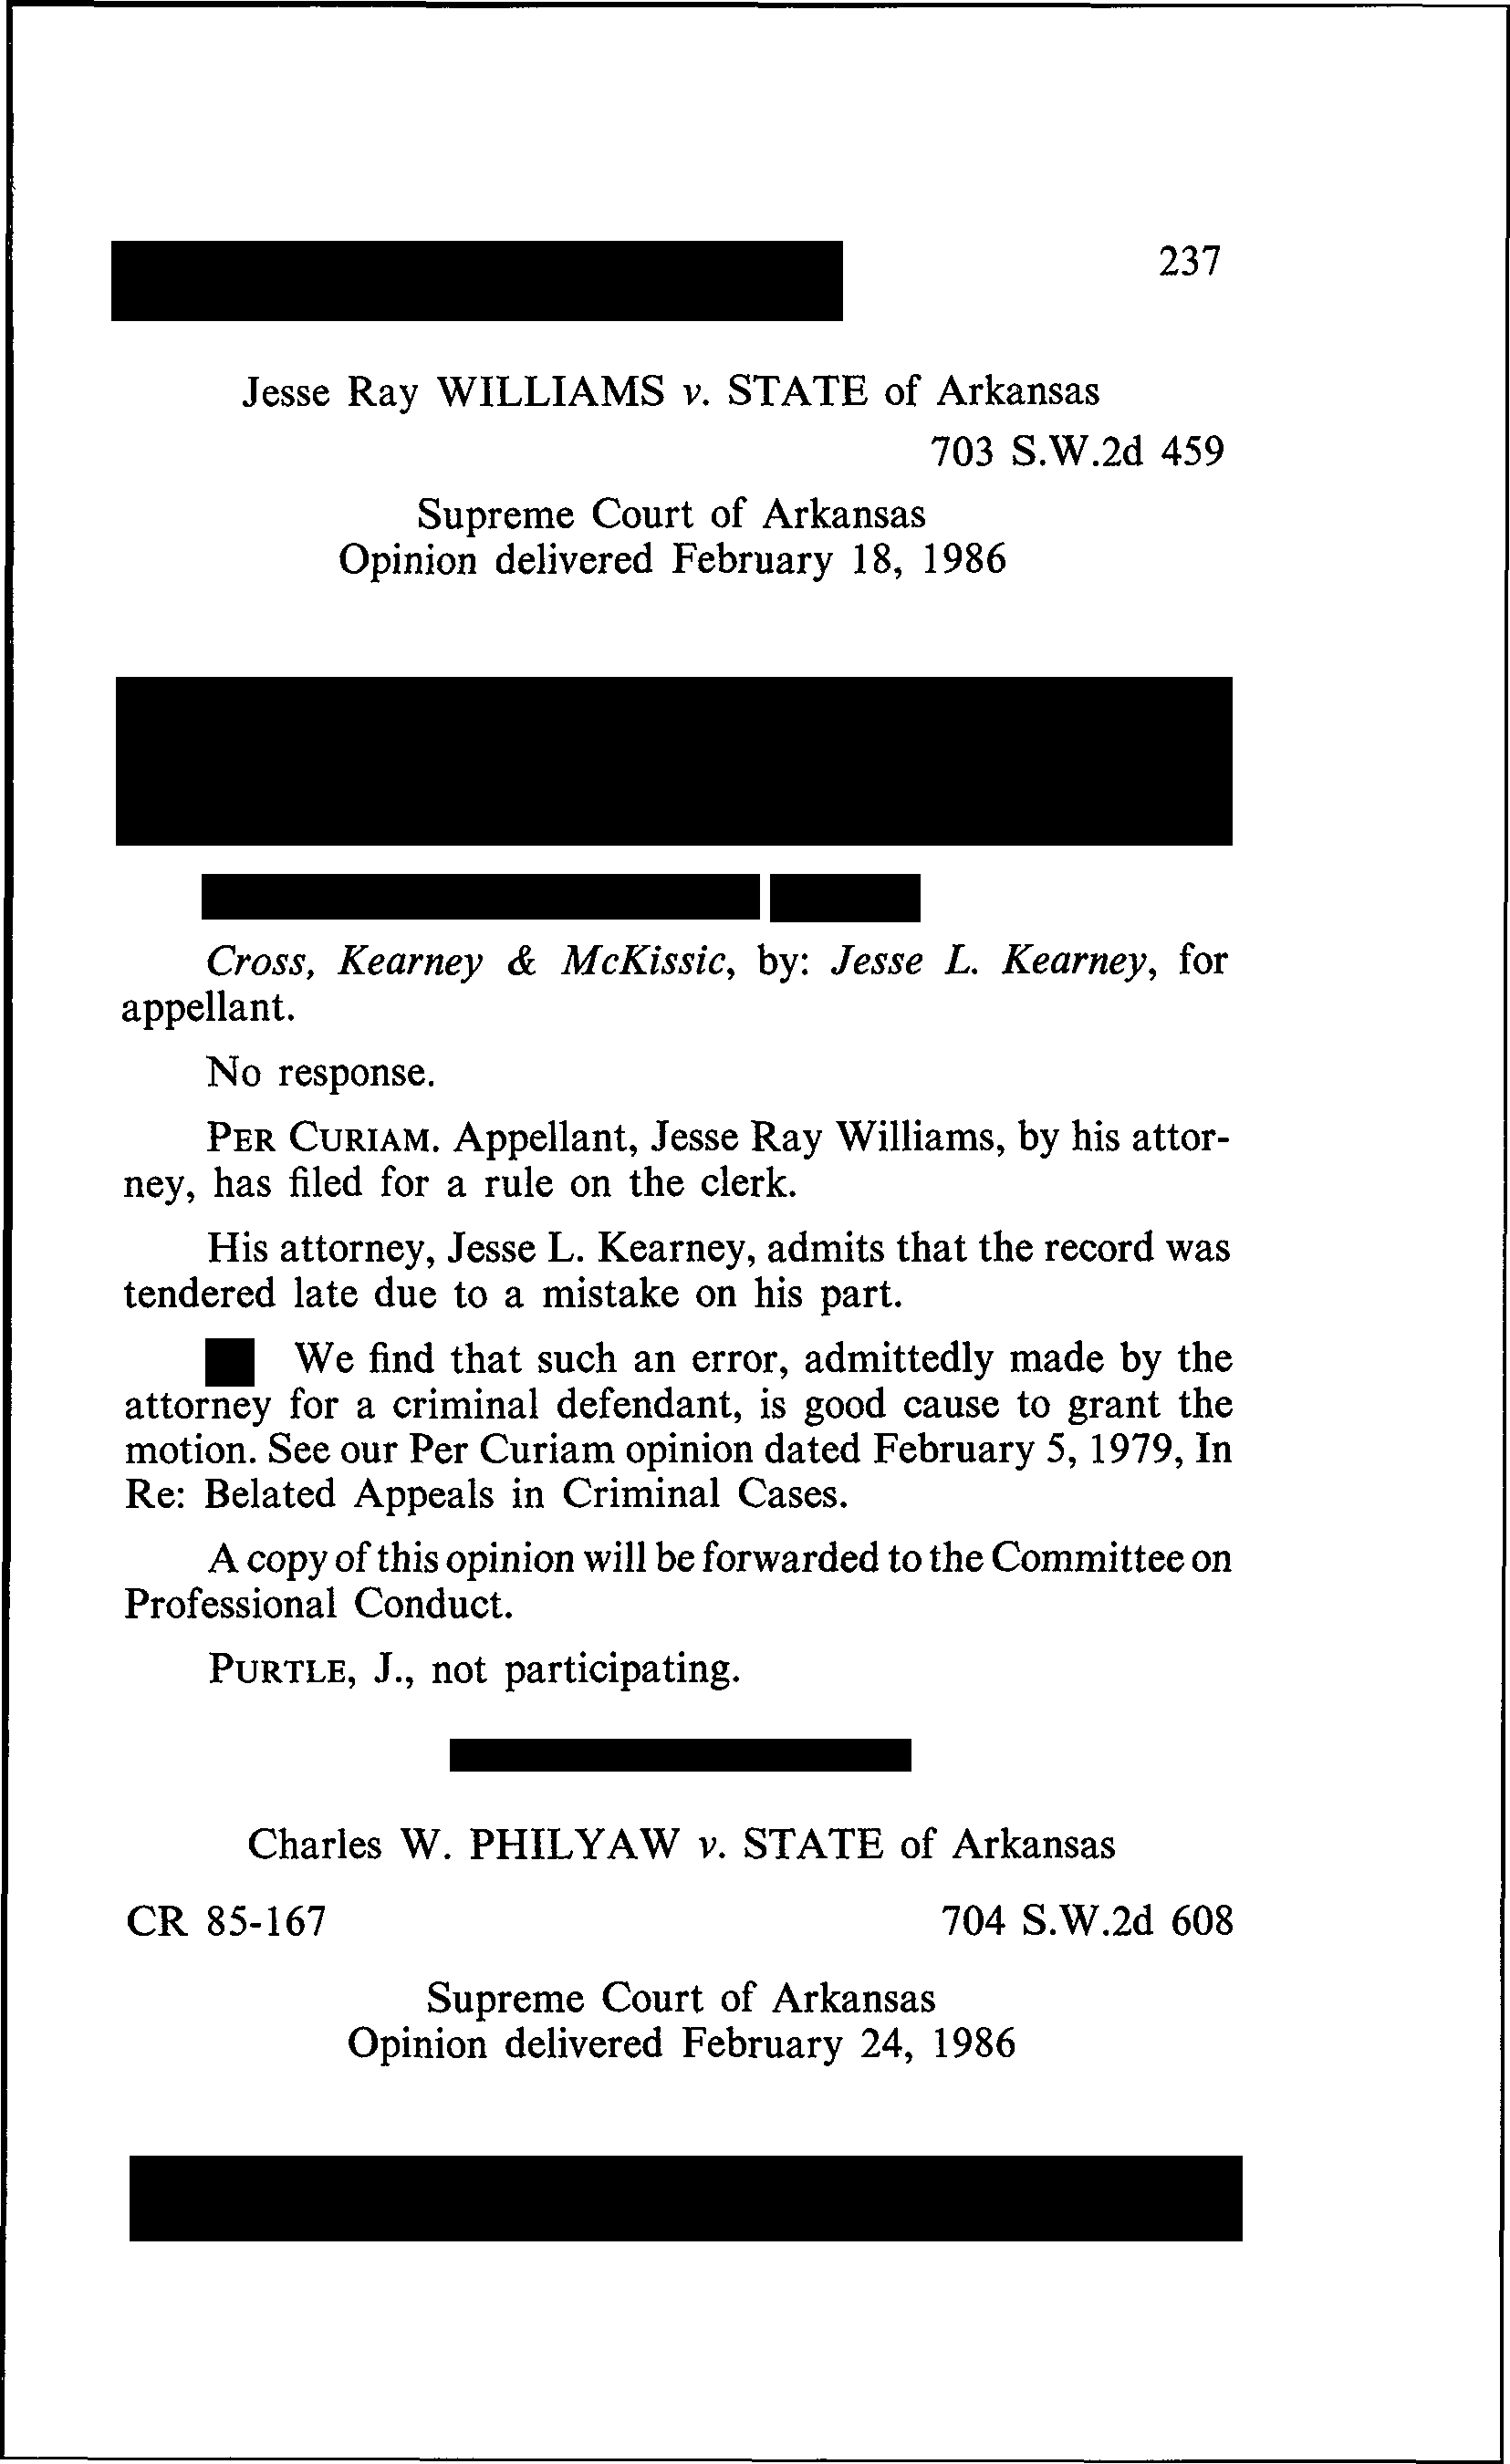 237
Jesse Ray WILLIAMS v. STATE of Arkansas
703 S.W.2d 459
Supreme Court of Arkansas
Opinion delivered February 18, 1986
Cross, Kearney & McKissic, by: Jesse L. Kearney, for
appellant.
No response.
PER CURIAM. Appellant, Jesse Ray Williams, by his attor-
ney, has filed for a rule on the clerk.
His attorney, Jesse L. Kearney, admits that the record was
tendered late due to a mistake on his part.
We find that such an error, admittedly made by the
attorney for a criminal defendant, is good cause to grant the
motion. See our Per Curiam opinion dated February 5, 1979, In
Re: Belated Appeals in Criminal Cases.
A copy of this opinion will be forwarded to the Committee on
Professional Conduct.
PURTLE, J., not participating.
Charles W. PHILYAW v. STATE of Arkansas
CR 85-167 704 S.W.2d 608
Supreme Court of Arkansas
Opinion delivered February 24, 1986